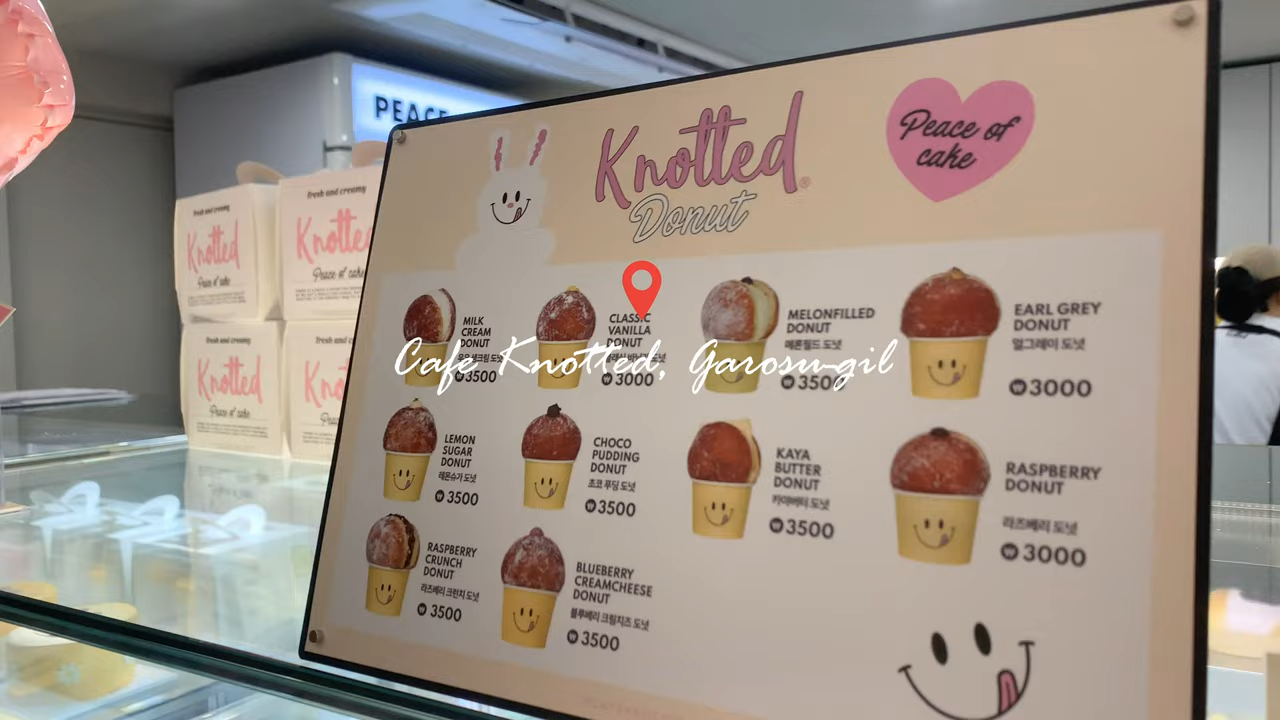 PEACE
fresh and creamy
Knotted
Peace of cake
fresh and creamy
Knotted
Peace of cake
Knotted
Peace of cake
Knotted
Donut
Peace of
cake
MILK
CREAM
DONUT
₩3500
CLASSIC
VANILLA
DONUT
₩3000
MELONFILLED
DONUT
메론필드 도넛
₩3500
EARL GREY
DONUT
얼그레이 도넛
₩3000
Cafe Knotted, Garosu-gil
LEMON
SUGAR
DONUT
레몬슈가 도넛
₩3500
CHOCO
PUDDING
DONUT
초코 푸딩 도넛
₩3500
KAYA
BUTTER
DONUT
카야버터 도넛
₩3500
RASPBERRY
DONUT
라즈베리 도넛
₩3000
RASPBERRY
CRUNCH
DONUT
라즈베리 크런치 도넛
₩3500
BLUEBERRY
CREAMCHEESE
DONUT
블루베리 크림치즈 도넛
₩3500